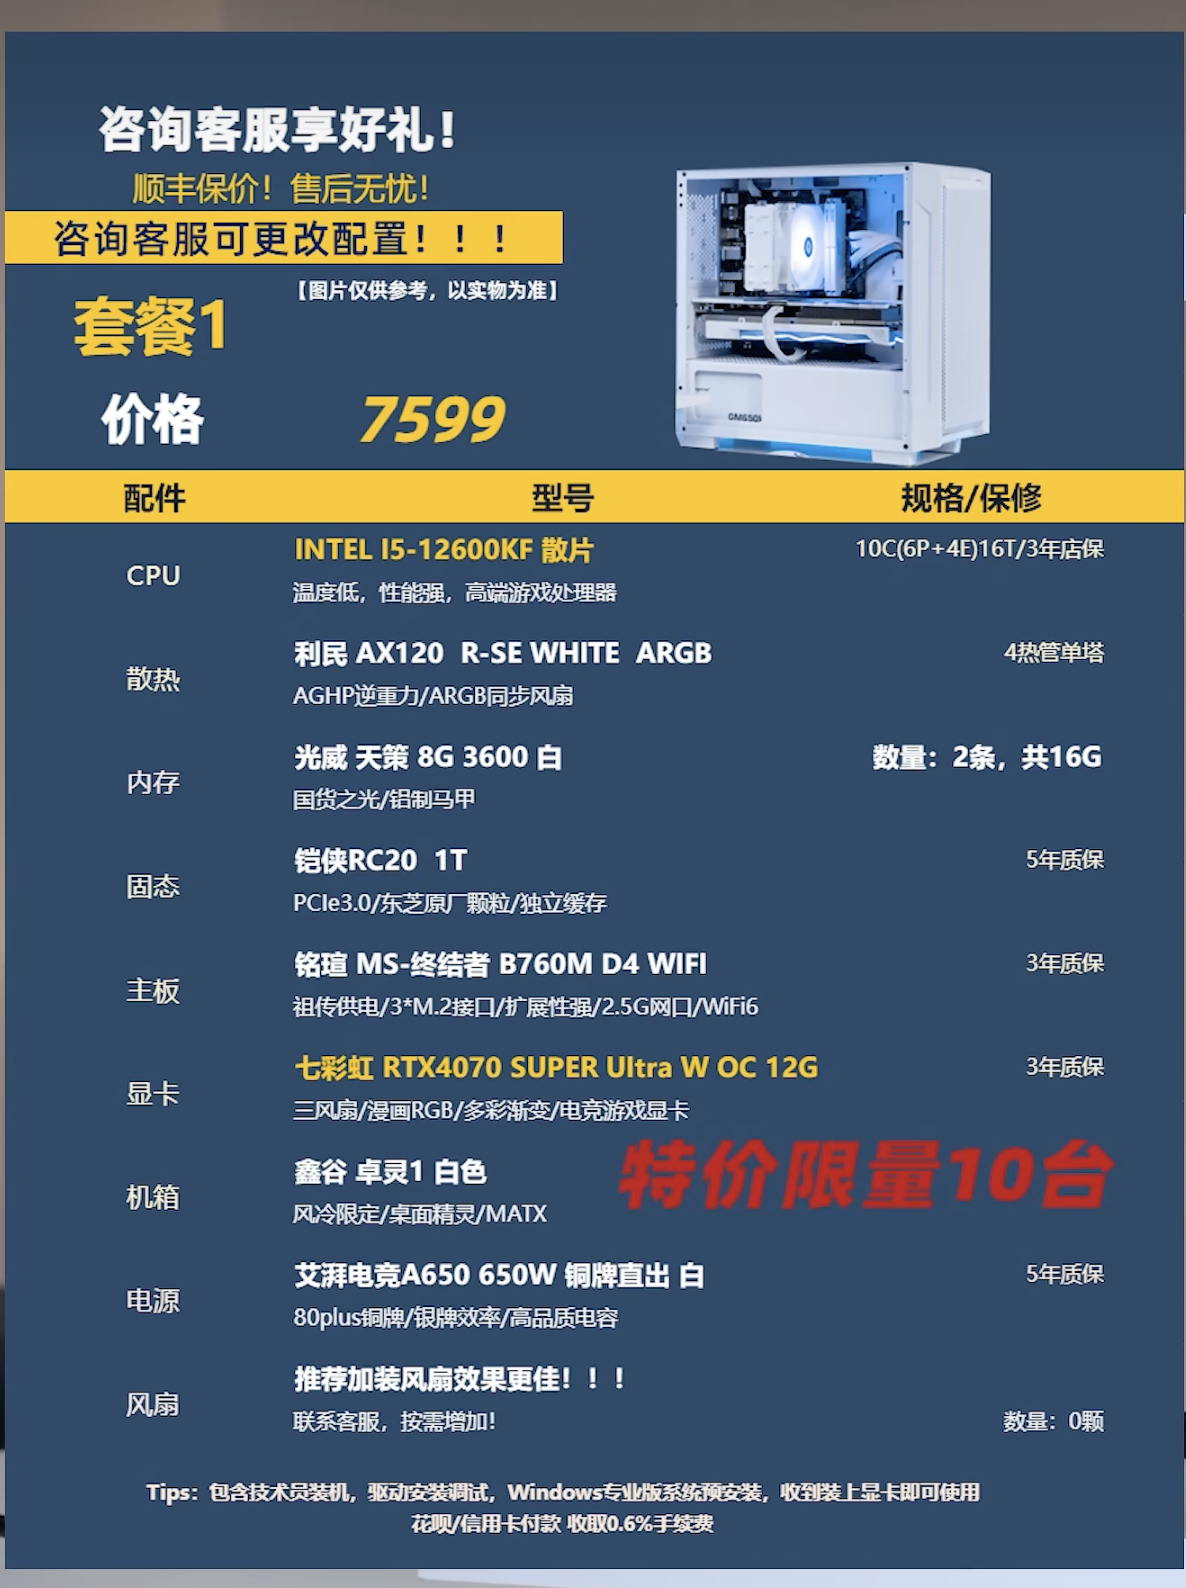 咨询客服享好礼！
顺丰保价！售后无忧！
咨询客服可更改配置！！！
【图片仅供参考，以实物为准】
套餐1
价格 7599
GM650W
配件 型号 规格/保修
CPU
INTEL I5-12600KF 散片 10C(6P+4E)16T/3年店保
温度低，性能强，高端游戏处理器
散热
利民 AX120 R-SE WHITE ARGB 4热管单塔
AGHP逆重力/ARGB同步风扇
内存
光威 天策 8G 3600 白 数量：2条，共16G
国货之光/铝制马甲
固态
铠侠RC20 1T 5年质保
PCIe3.0/东芝原厂颗粒/独立缓存
主板
铭瑄 MS-终结者 B760M D4 WIFI 3年质保
祖传供电/3*M.2接口/扩展性强/2.5G网口/WiFi6
显卡
七彩虹 RTX4070 SUPER Ultra W OC 12G 3年质保
三风扇/漫画RGB/多彩渐变/电竞游戏显卡
特价限量10台
机箱
鑫谷 卓灵1 白色
风冷限定/桌面精灵/MATX
电源
艾湃电竞A650 650W 铜牌直出 白 5年质保
80plus铜牌/银牌效率/高品质电容
风扇
推荐加装风扇效果更佳！！！
联系客服，按需增加！ 数量：0颗
Tips：包含技术员装机，驱动安装调试，Windows专业版系统预安装，收到装上显卡即可使用
花呗/信用卡付款 收取0.6%手续费